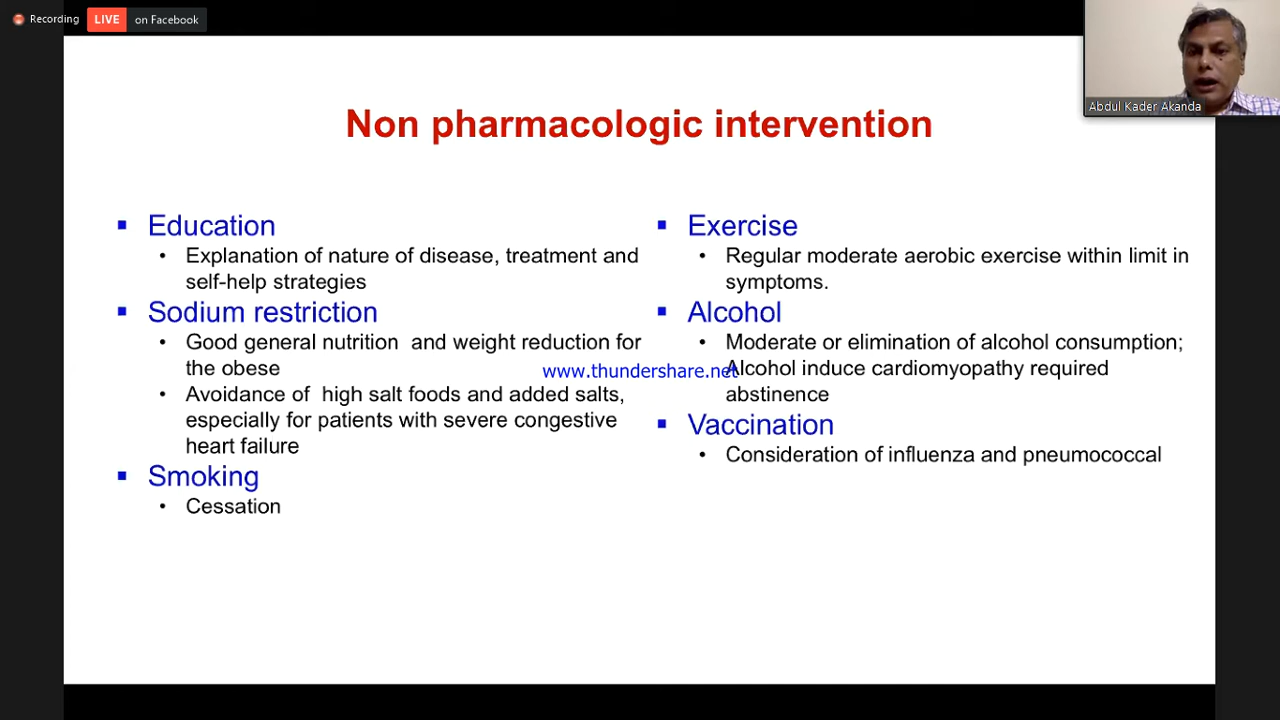 Recording
LIVE on Facebook
Abdul Kader Akanda
Non pharmacologic intervention
▪ Education
• Explanation of nature of disease, treatment and
self-help strategies
▪ Sodium restriction
• Good general nutrition and weight reduction for
the obese
• Avoidance of high salt foods and added salts,
especially for patients with severe congestive
heart failure
▪ Smoking
• Cessation
▪ Exercise
• Regular moderate aerobic exercise within limit in
symptoms.
▪ Alcohol
• Moderate or elimination of alcohol consumption;
Alcohol induce cardiomyopathy required
abstinence
▪ Vaccination
• Consideration of influenza and pneumococcal
www.thundershare.net